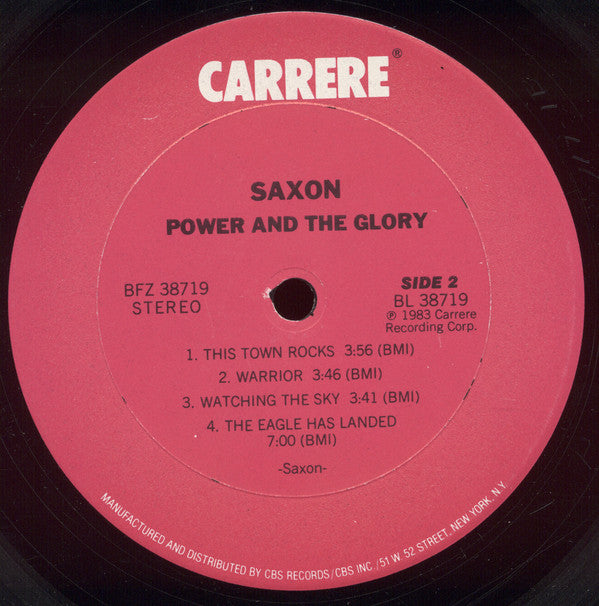 CARRERE®
SAXON
POWER AND THE GLORY
BFZ 38719
STEREO
SIDE 2
BL 38719
℗ 1983 Carrere
Recording Corp.
1. THIS TOWN ROCKS 3:56 (BMI)
2. WARRIOR 3:46 (BMI)
3. WATCHING THE SKY 3:41 (BMI)
4. THE EAGLE HAS LANDED
7:00 (BMI)
-Saxon-
MANUFACTURED AND DISTRIBUTED BY CBS RECORDS/CBS INC./51 W. 52 STREET, NEW YORK, N.Y.